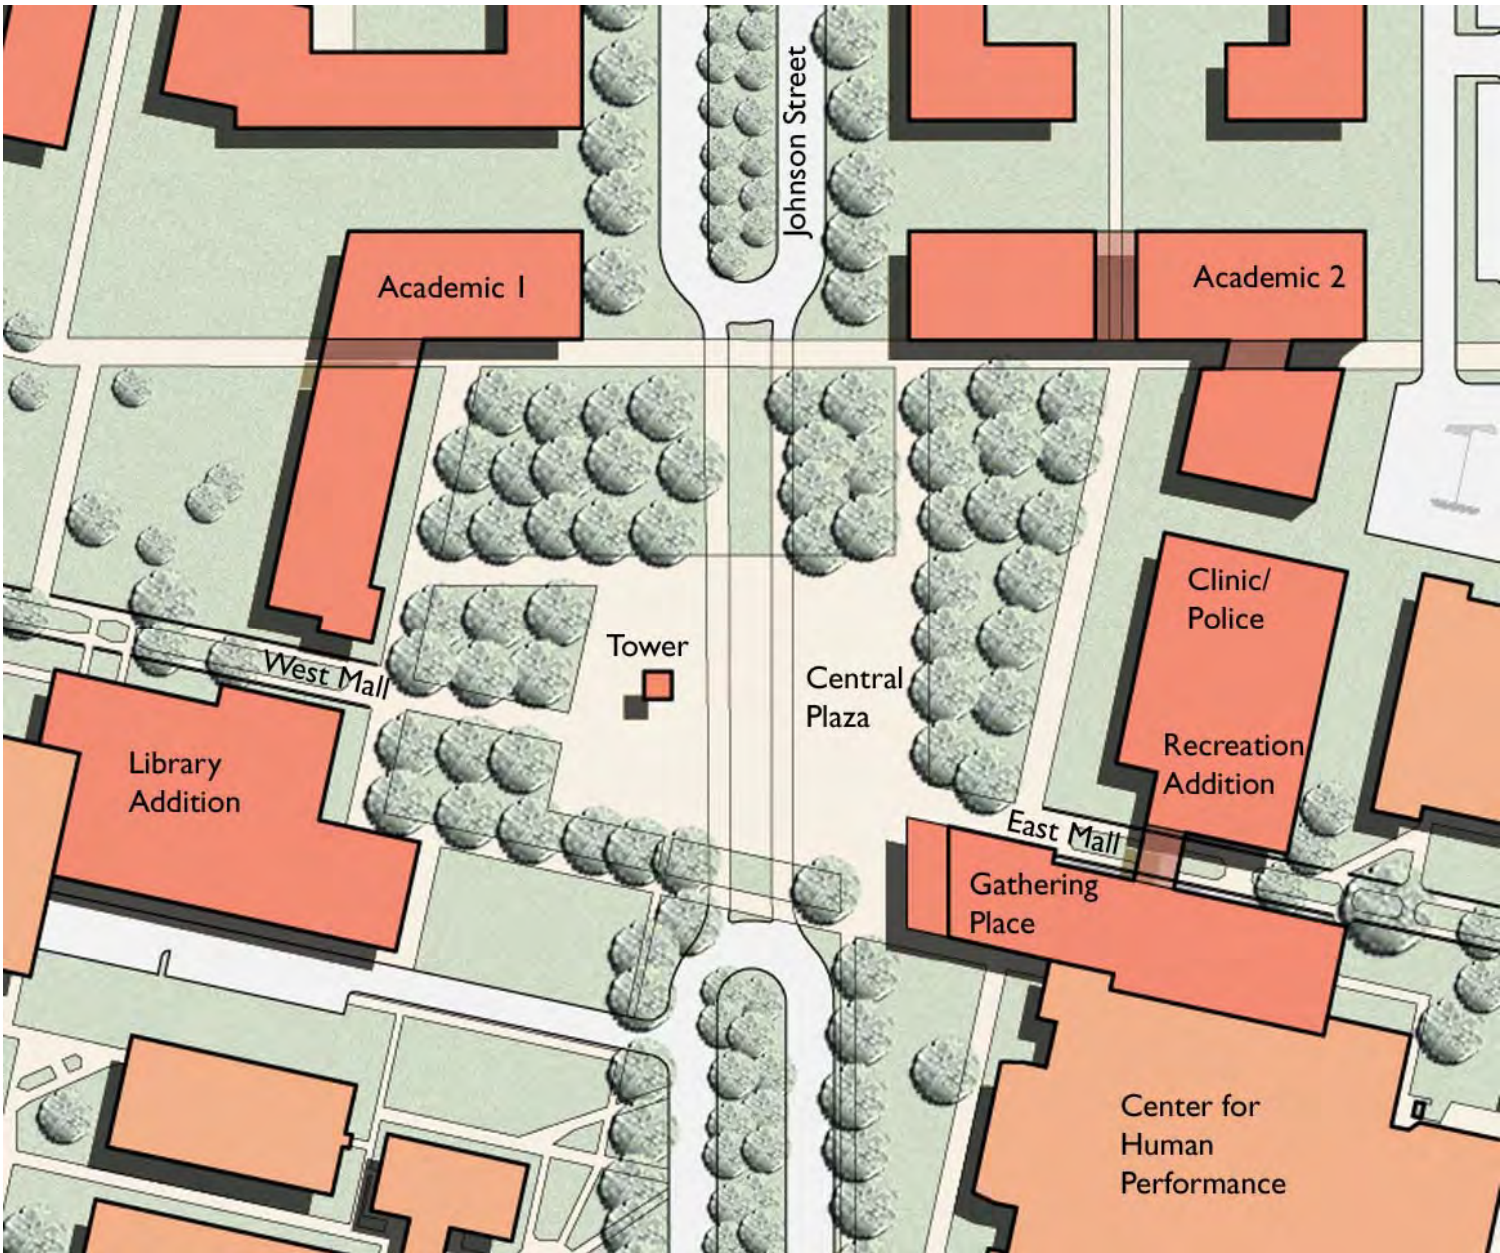 Johnson Street
Academic 1
Academic 2
Clinic/
Police
Tower
West Mall
Central
Plaza
Library
Addition
Recreation
Addition
East Mall
Gathering
Place
Center for
Human
Performance